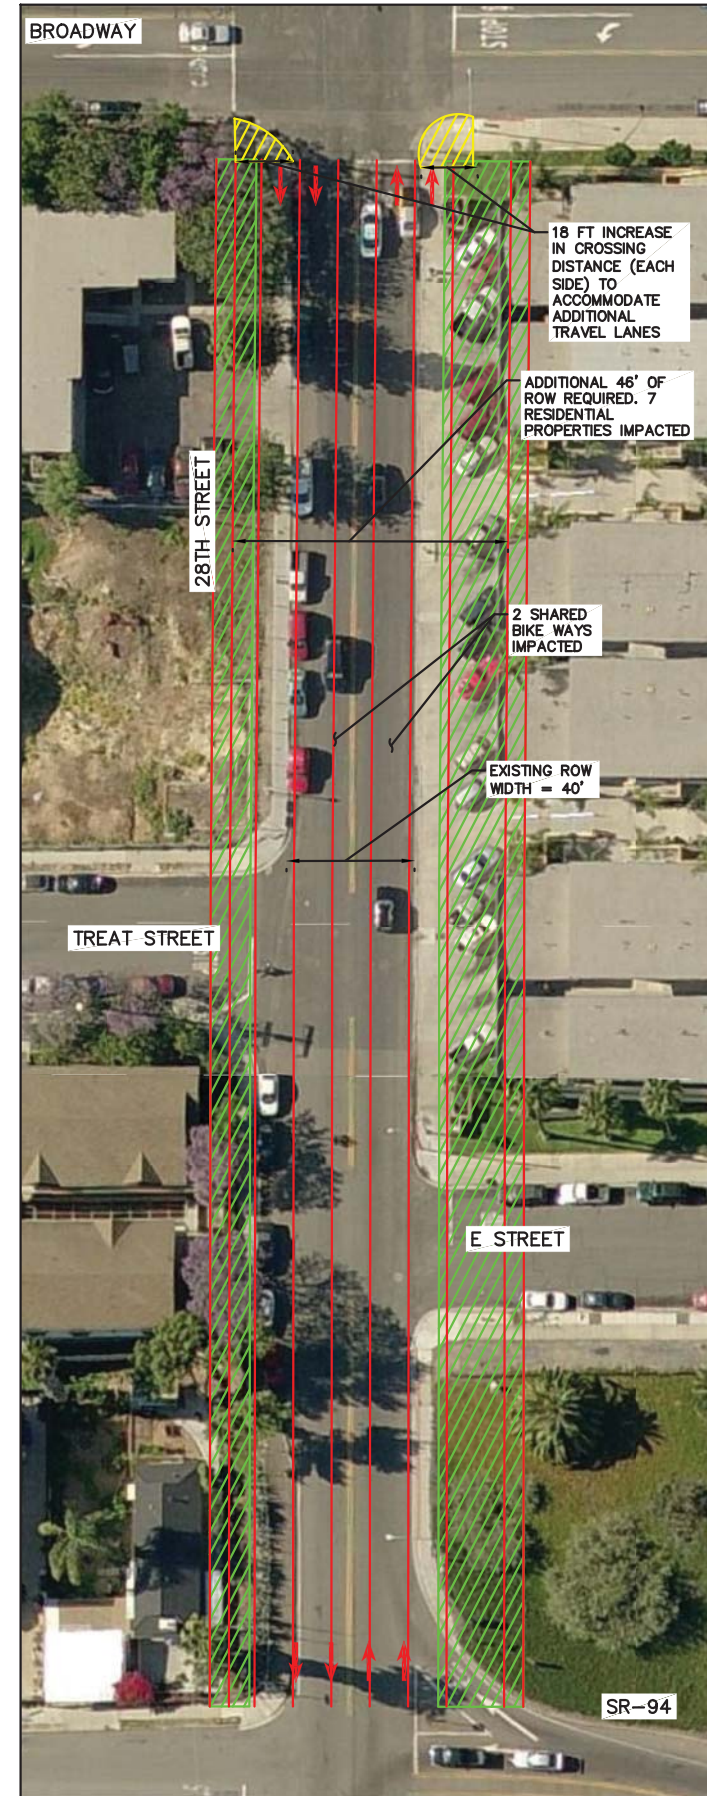 BROADWAY
STOP
18 FT INCREASE
IN CROSSING
DISTANCE (EACH
SIDE) TO
ACCOMMODATE
ADDITIONAL
TRAVEL LANES
ADDITIONAL 46' OF
ROW REQUIRED. 7
RESIDENTIAL
PROPERTIES IMPACTED
28TH STREET
2 SHARED
BIKE WAYS
IMPACTED
EXISTING ROW
WIDTH = 40'
TREAT STREET
E STREET
SR-94